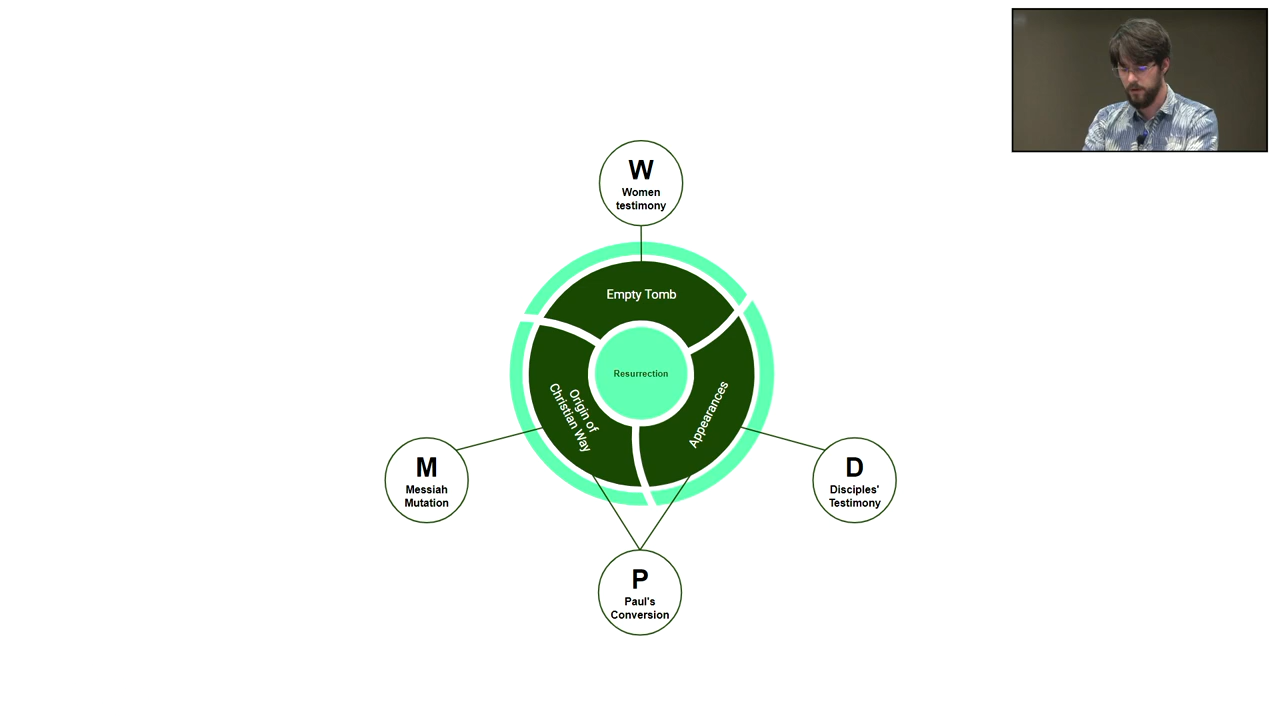 W
Women
testimony
Empty Tomb
Resurrection
Origin of
Christian Way
Appearances
M
Messiah
Mutation
D
Disciples'
Testimony
P
Paul's
Conversion